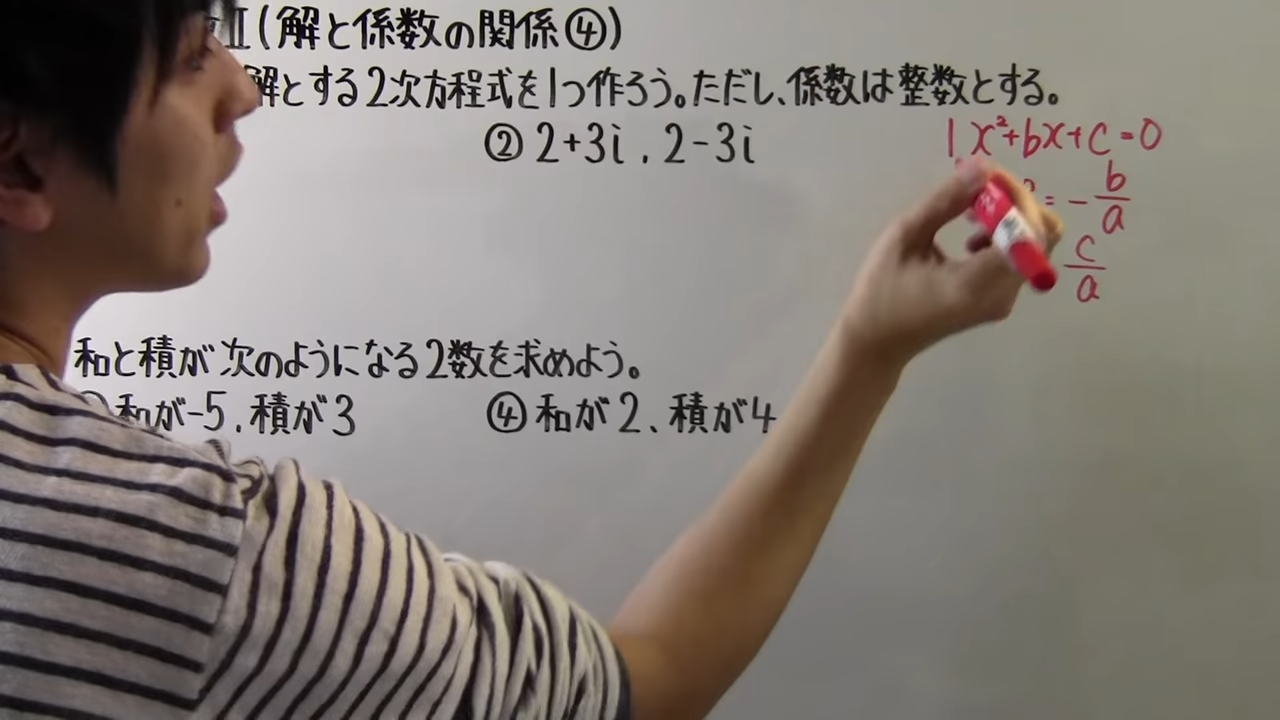 Ⅱ(解と係数の関係④)
解とする2次方程式を1つ作ろう。ただし、係数は整数とする。
② 2+3i , 2-3i
1x²+bx+c=0
= -b/a
c/a
和と積が次のようになる2数を求めよう。
和が-5, 積が3 ④ 和が2、積が4